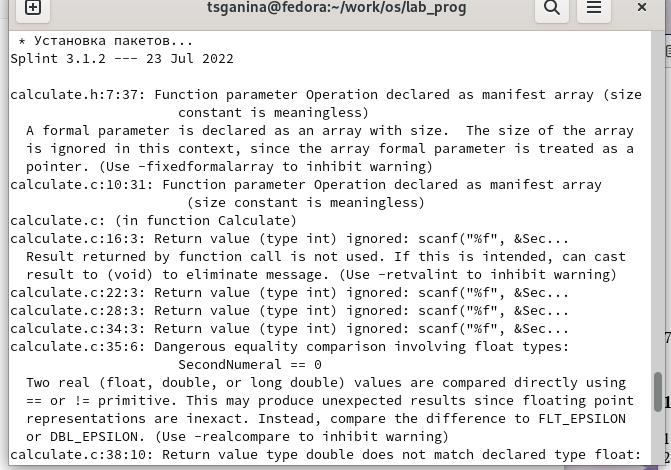 tsganina@fedora:~/work/os/lab_prog
* Установка пакетов...
Splint 3.1.2 --- 23 Jul 2022
calculate.h:7:37: Function parameter Operation declared as manifest array (size
constant is meaningless)
A formal parameter is declared as an array with size.  The size of the array
is ignored in this context, since the array formal parameter is treated as a
pointer. (Use -fixedformalarray to inhibit warning)
calculate.c:10:31: Function parameter Operation declared as manifest array
(size constant is meaningless)
calculate.c: (in function Calculate)
calculate.c:16:3: Return value (type int) ignored: scanf("%f", &Sec...
Result returned by function call is not used. If this is intended, can cast
result to (void) to eliminate message. (Use -retvalint to inhibit warning)
calculate.c:22:3: Return value (type int) ignored: scanf("%f", &Sec...
calculate.c:28:3: Return value (type int) ignored: scanf("%f", &Sec...
calculate.c:34:3: Return value (type int) ignored: scanf("%f", &Sec...
calculate.c:35:6: Dangerous equality comparison involving float types:
SecondNumeral == 0
Two real (float, double, or long double) values are compared directly using
== or != primitive. This may produce unexpected results since floating point
representations are inexact. Instead, compare the difference to FLT_EPSILON
or DBL_EPSILON. (Use -realcompare to inhibit warning)
calculate.c:38:10: Return value type double does not match declared type float: